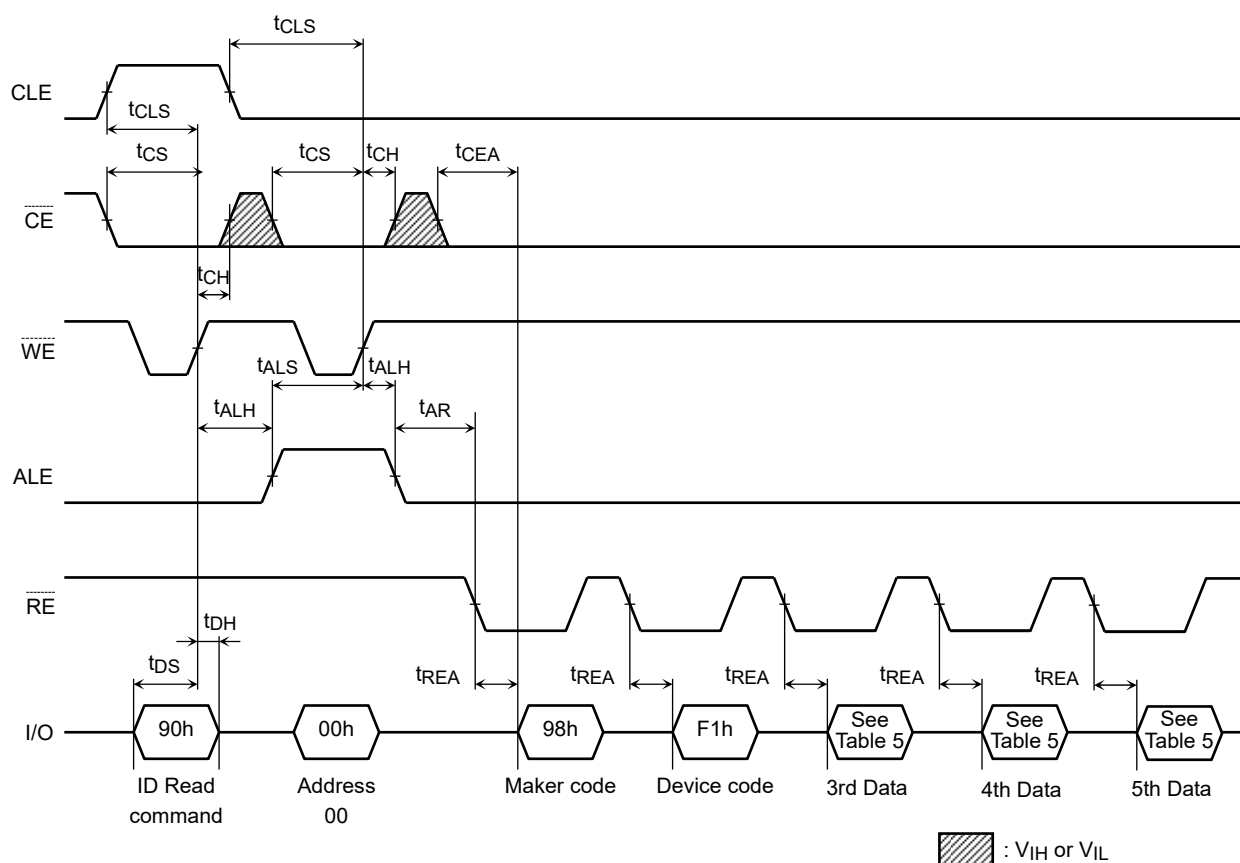 tCLS
CLE
tCLS
tCS tCS tCH tCEA
CE
tCH
WE
tALS tALH
tALH tAR
ALE
RE
tDH
tDS tREA tREA tREA tREA tREA
I/O 90h 00h 98h F1h See Table 5 See Table 5 See Table 5
ID Read command
Address 00
Maker code
Device code
3rd Data
4th Data
5th Data
: VIH or VIL